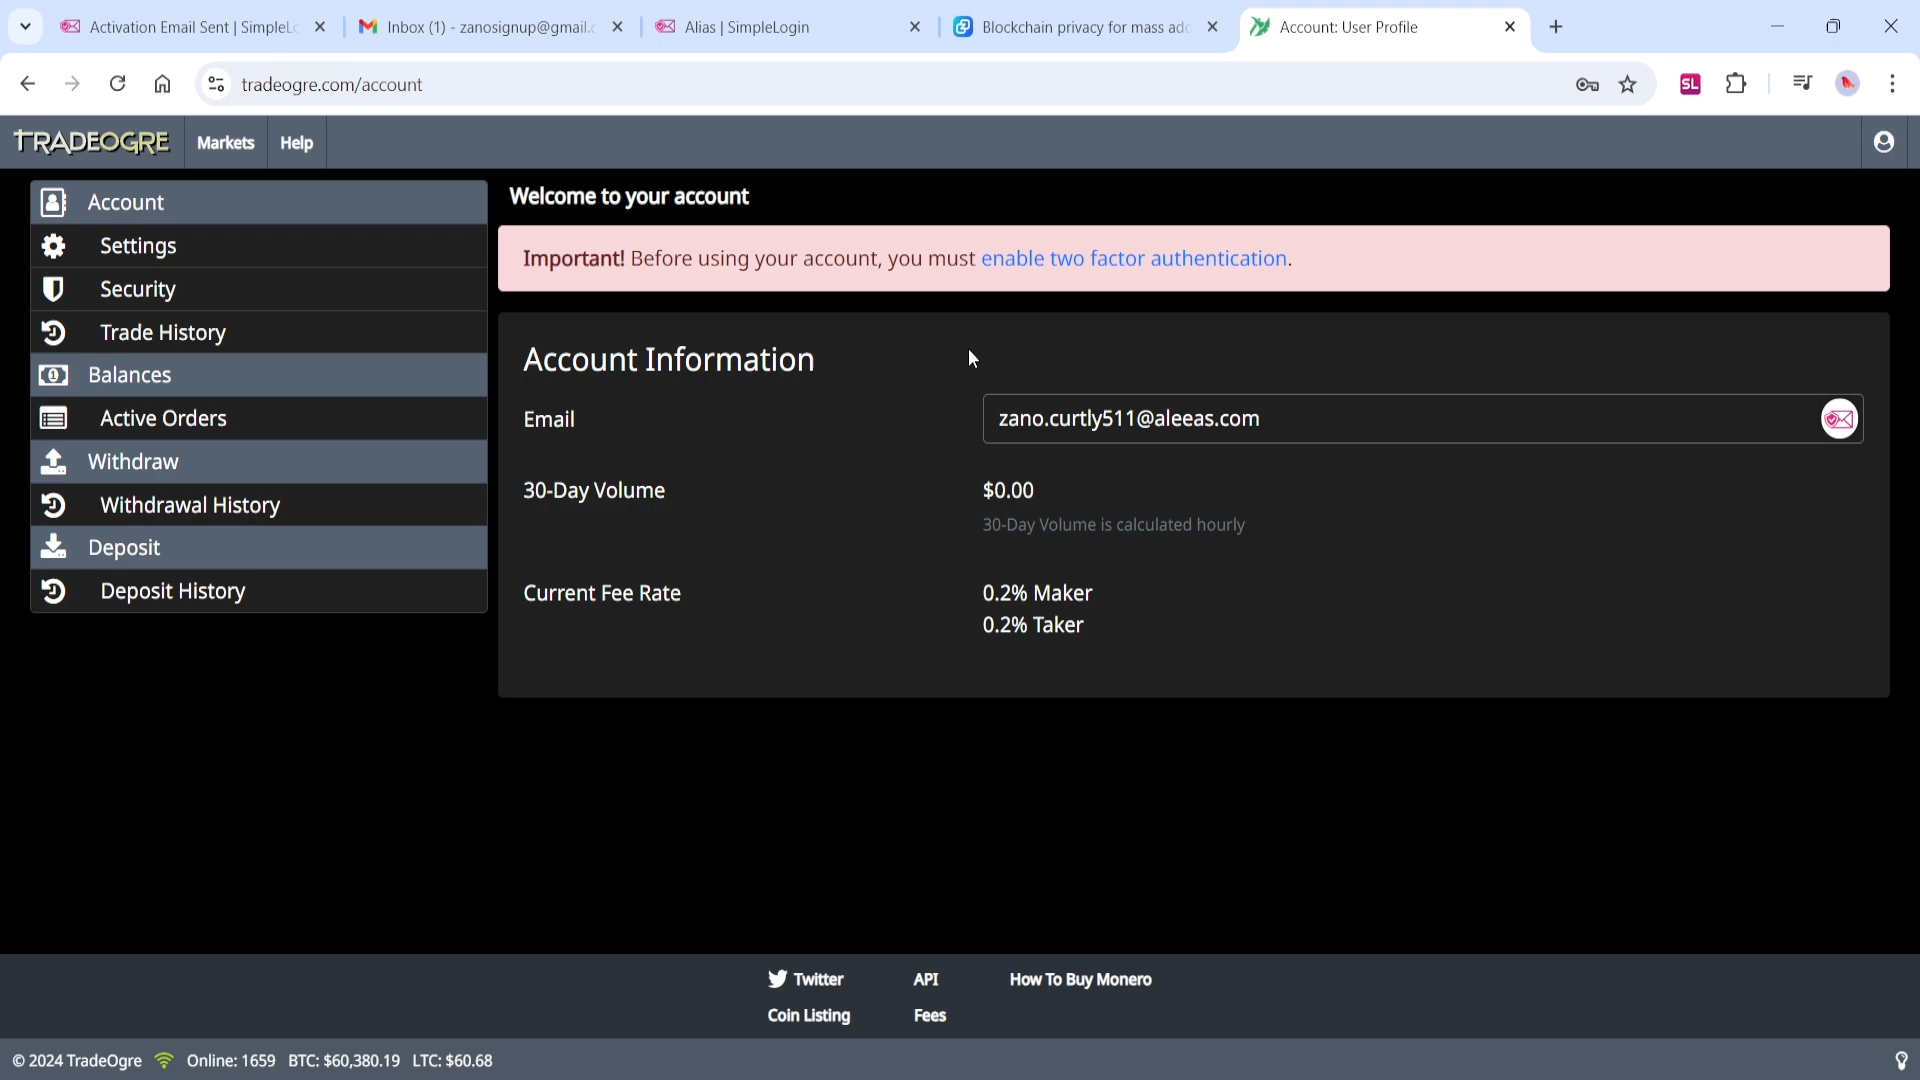 Activation Email Sent | SimpleLo
Inbox (1) - zanosignup@gmail.c
Alias | SimpleLogin
Blockchain privacy for mass ado
Account: User Profile
tradeogre.com/account
SL
TRADEOGRE
Markets
Help
Account
Settings
Security
Trade History
Balances
Active Orders
Withdraw
Withdrawal History
Deposit
Deposit History
Welcome to your account
Important! Before using your account, you must enable two factor authentication.
Account Information
Email
zano.curtly511@aleeas.com
30-Day Volume
$0.00
30-Day Volume is calculated hourly
Current Fee Rate
0.2% Maker
0.2% Taker
Twitter
API
How To Buy Monero
Coin Listing
Fees
© 2024 TradeOgre
Online: 1659
BTC: $60,380.19
LTC: $60.68